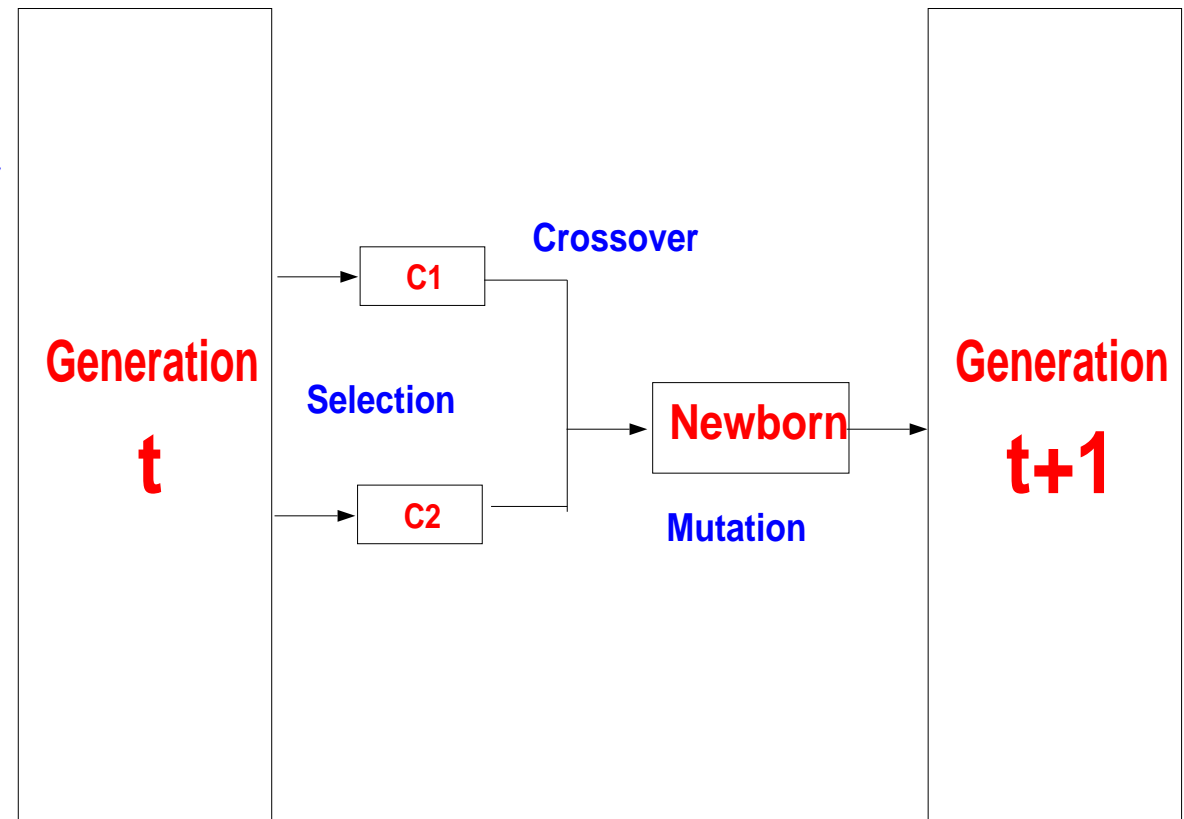 Crossover
C1
Generation
t
Selection
Newborn
C2
Mutation
Generation
t+1